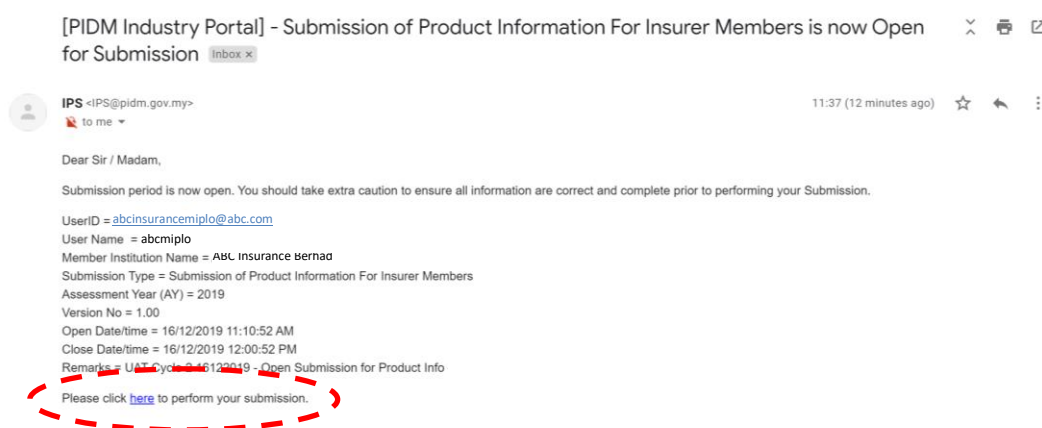 [PIDM Industry Portal] - Submission of Product Information For Insurer Members is now Open
for Submission Inbox ×
IPS <IPS@pidm.gov.my> 11:37 (12 minutes ago)
to me
Dear Sir / Madam,
Submission period is now open. You should take extra caution to ensure all information are correct and complete prior to performing your Submission.
UserID = abcinsurancemiplo@abc.com
User Name = abcmiplo
Member Institution Name = ABC Insurance Berhad
Submission Type = Submission of Product Information For Insurer Members
Assessment Year (AY) = 2019
Version No = 1.00
Open Date/time = 16/12/2019 11:10:52 AM
Close Date/time = 16/12/2019 12:00:52 PM
Remarks = UAT Cycle 2 16122019 - Open Submission for Product Info
Please click here to perform your submission.